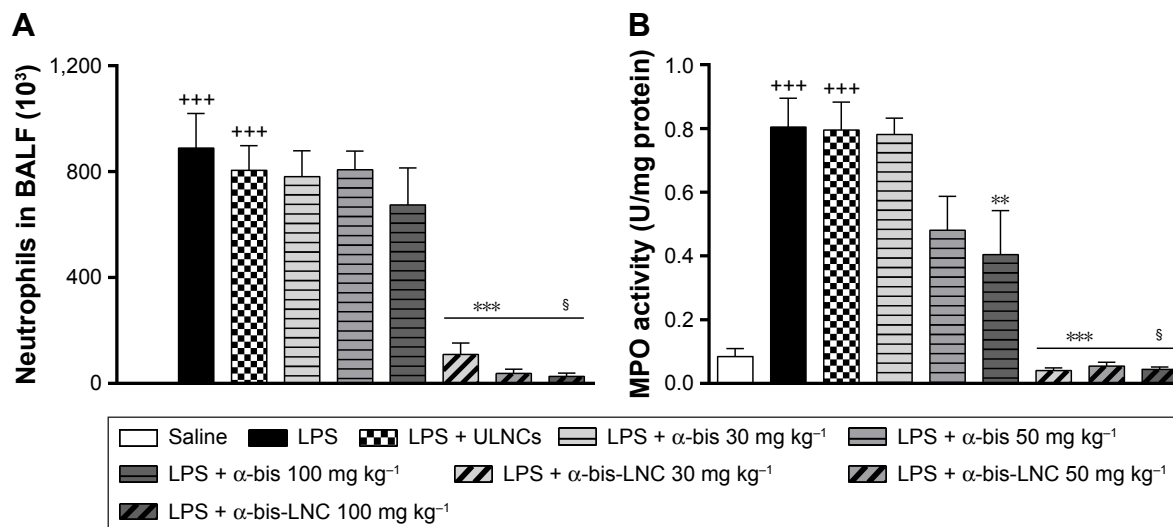 A
Neutrophils in BALF (10³)
1,200
800
400
0
+++
+++
***
§
B
MPO activity (U/mg protein)
1.0
0.8
0.6
0.4
0.2
0.0
+++
+++
**
***
§
Saline LPS LPS + ULNCs LPS + α-bis 30 mg kg⁻¹ LPS + α-bis 50 mg kg⁻¹
LPS + α-bis 100 mg kg⁻¹ LPS + α-bis-LNC 30 mg kg⁻¹ LPS + α-bis-LNC 50 mg kg⁻¹
LPS + α-bis-LNC 100 mg kg⁻¹